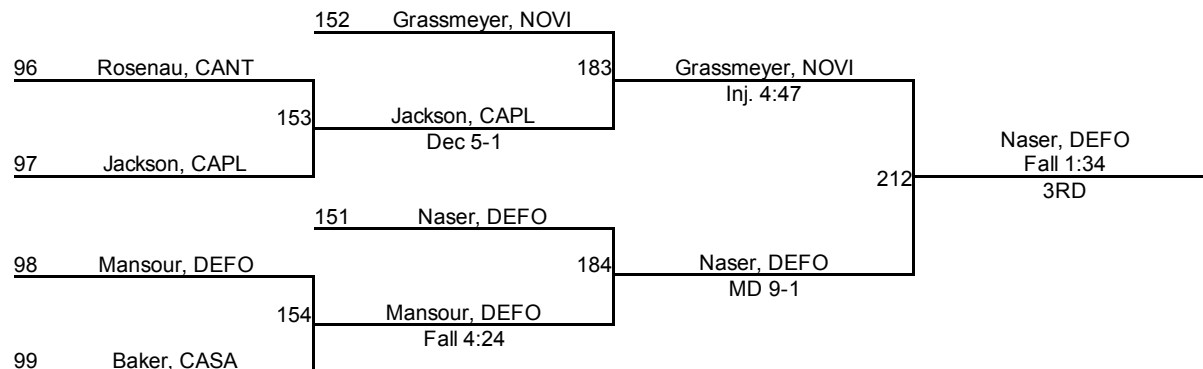 152 Grassmeyer, NOVI
96 Rosenau, CANT 183 Grassmeyer, NOVI
Inj. 4:47
153 Jackson, CAPL
Dec 5-1
Naser, DEFO
97 Jackson, CAPL Fall 1:34
212 3RD
151 Naser, DEFO
98 Mansour, DEFO 184 Naser, DEFO
MD 9-1
154 Mansour, DEFO
Fall 4:24
99 Baker, CASA